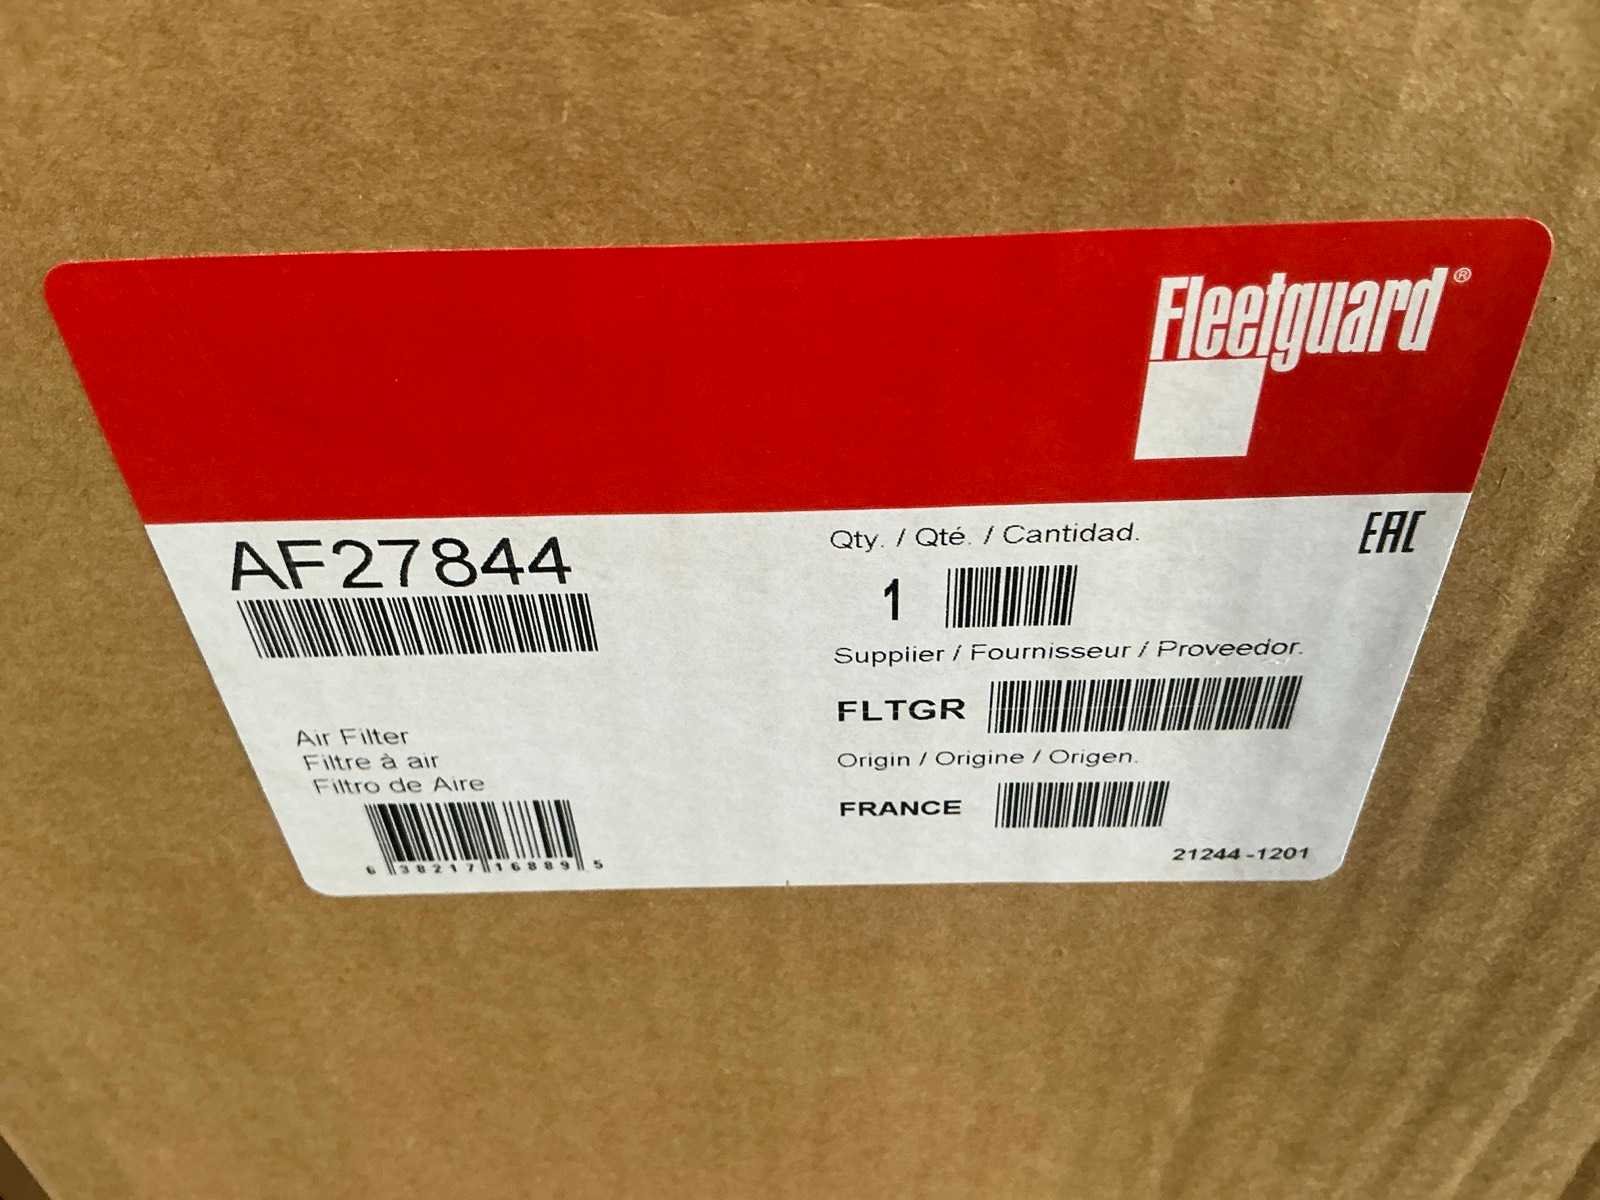 Fleetguard®
AF27844
Air Filter
Filtre à air
Filtro de Aire
6 38217 16889 5
Qty. / Qté. / Cantidad.
1
EAC
Supplier / Fournisseur / Proveedor.
FLTGR
Origin / Origine / Origen.
FRANCE
21244-1201